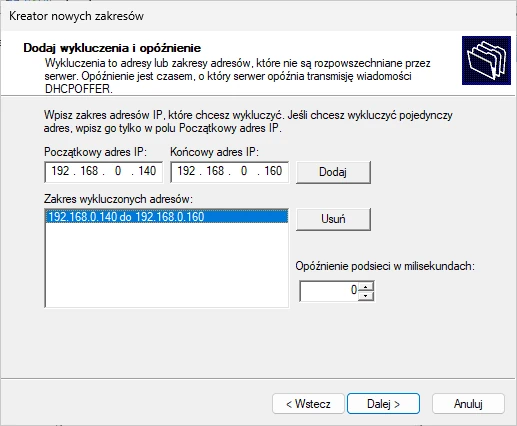 Kreator nowych zakresów
Dodaj wykluczenia i opóźnienie
Wykluczenia to adresy lub zakresy adresów, które nie są rozpowszechniane przez
serwer. Opóźnienie jest czasem, o który serwer opóźnia transmisję wiadomości
DHCPOFFER.
Wpisz zakres adresów IP, które chcesz wykluczyć. Jeśli chcesz wykluczyć pojedynczy
adres, wpisz go tylko w polu Początkowy adres IP.
Początkowy adres IP: Końcowy adres IP:
192 . 168 . 0 . 140 192 . 168 . 0 . 160 Dodaj
Zakres wykluczonych adresów:
192.168.0.140 do 192.168.0.160 Usuń
Opóźnienie podsieci w milisekundach:
0
< Wstecz Dalej > Anuluj